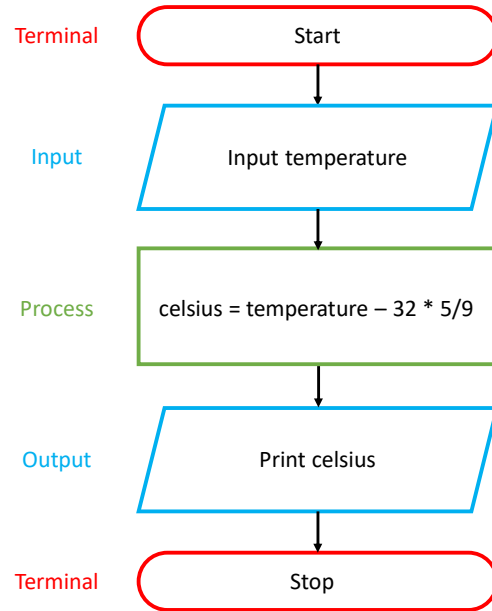 Terminal
Start
Input
Input temperature
Process
celsius = temperature – 32 * 5/9
Output
Print celsius
Terminal
Stop